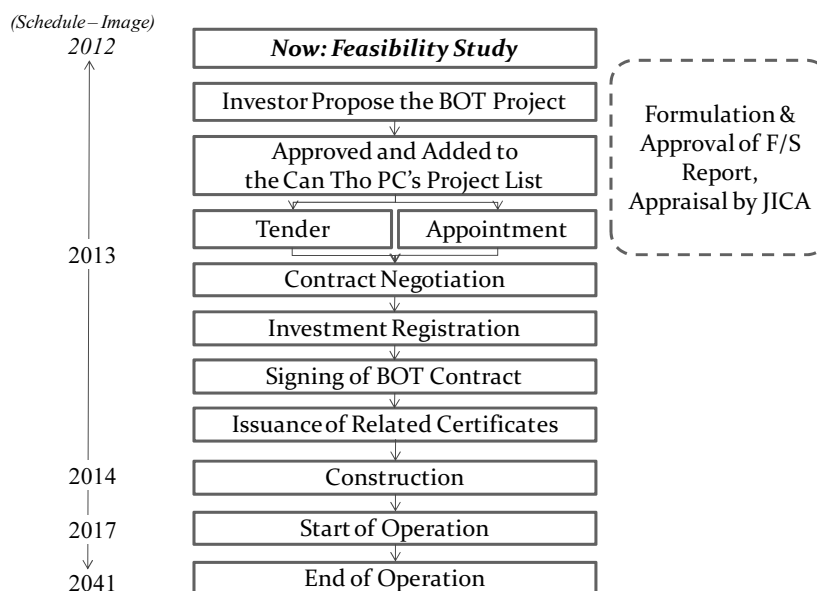 (Schedule – Image)
2012
Now: Feasibility Study
Investor Propose the BOT Project
Approved and Added to
the Can Tho PC's Project List
Tender
Appointment
2013
Contract Negotiation
Investment Registration
Signing of BOT Contract
Issuance of Related Certificates
2014
Construction
2017
Start of Operation
2041
End of Operation
Formulation &
Approval of F/S
Report,
Appraisal by JICA